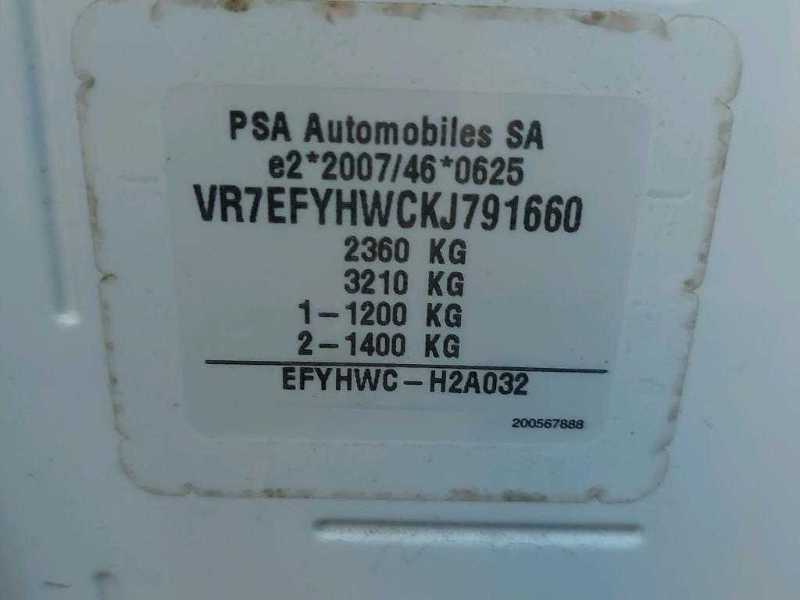 PSA Automobiles SA
e2*2007/46*0625
VR7EFYHWCKJ791660
2360 KG
3210 KG
1-1200 KG
2-1400 KG
EFYHWC-H2A032
200567888